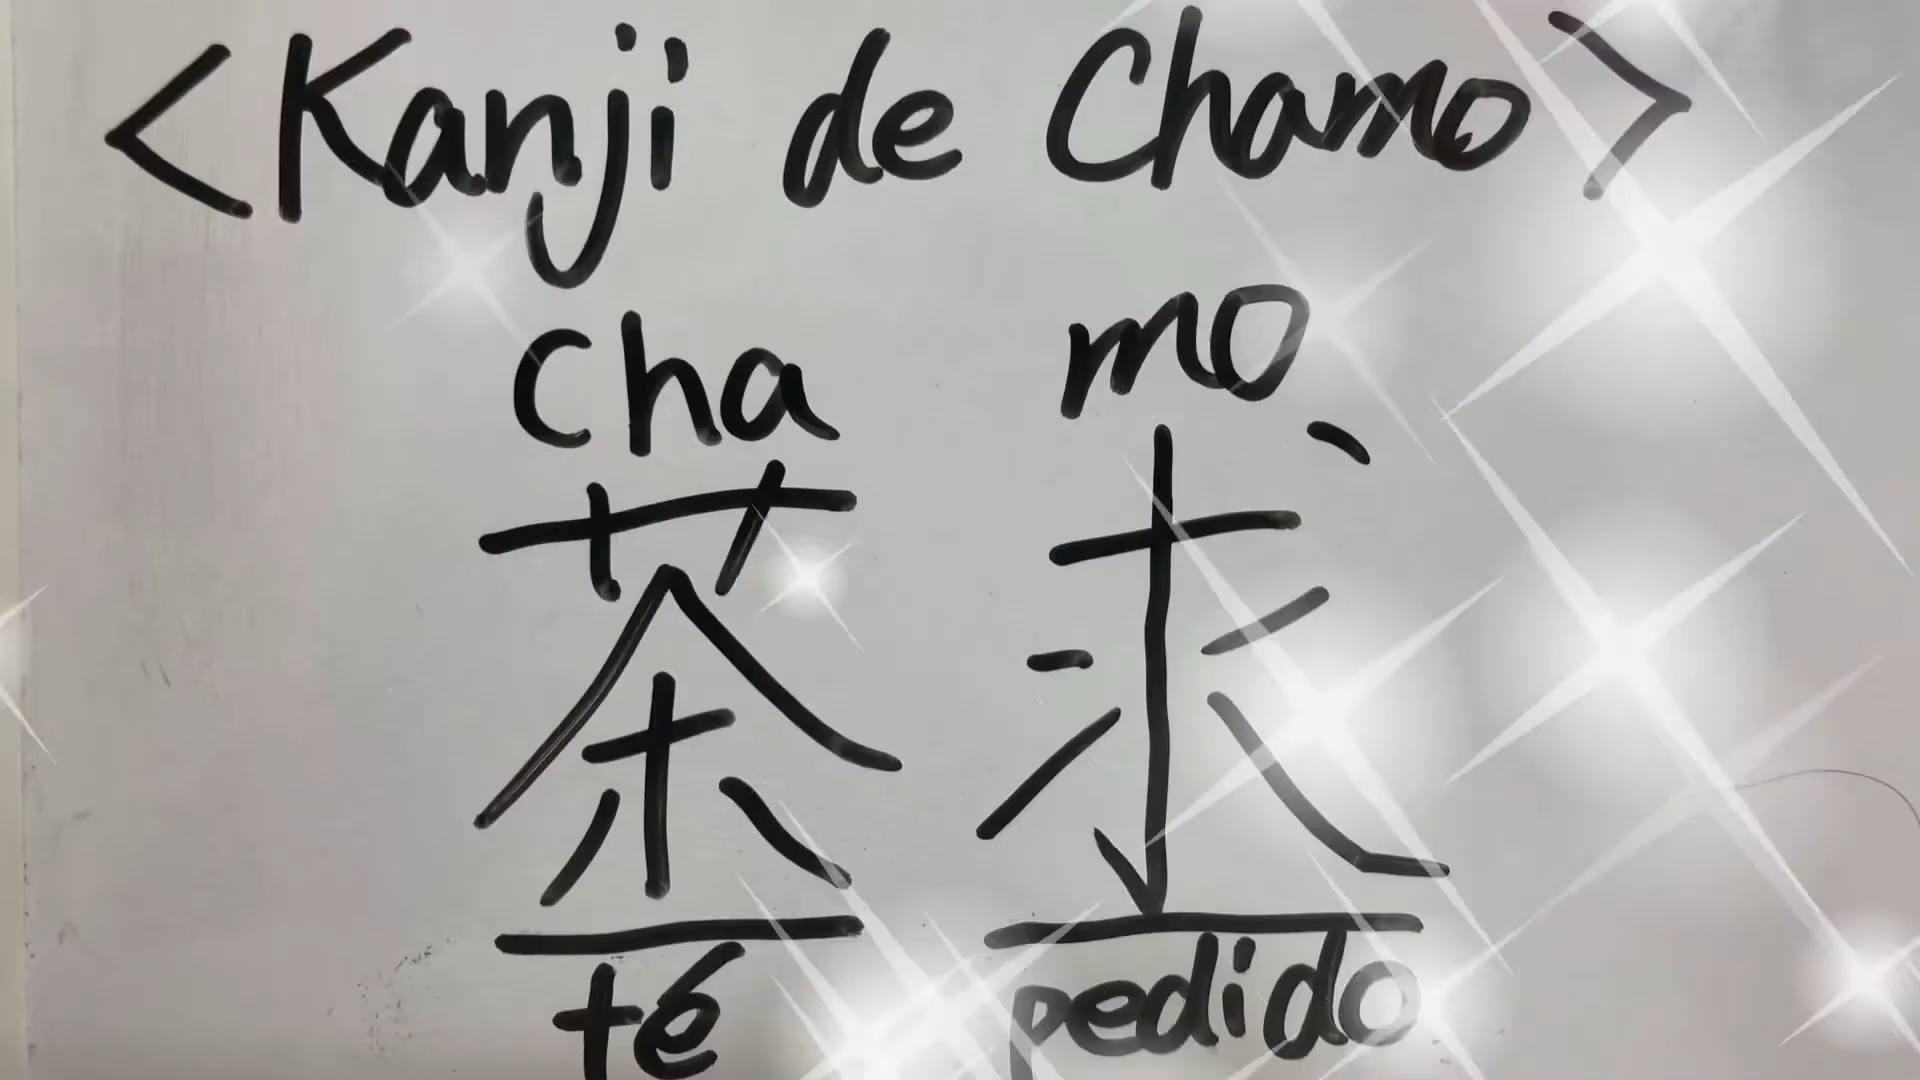 <Kanji de Chamo>
cha mo
茶 求
té pedido